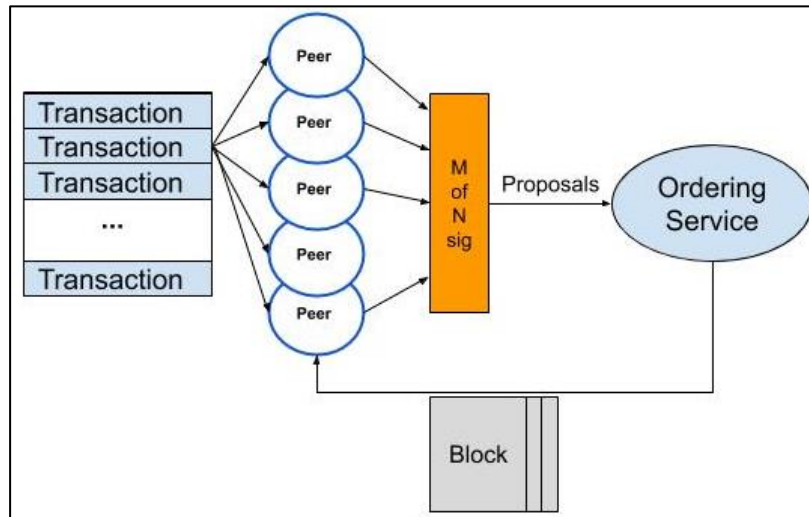 Transaction
Transaction
Transaction
...
Transaction
Peer
Peer
Peer
Peer
Peer
M
of
N
sig
Proposals
Ordering
Service
Block